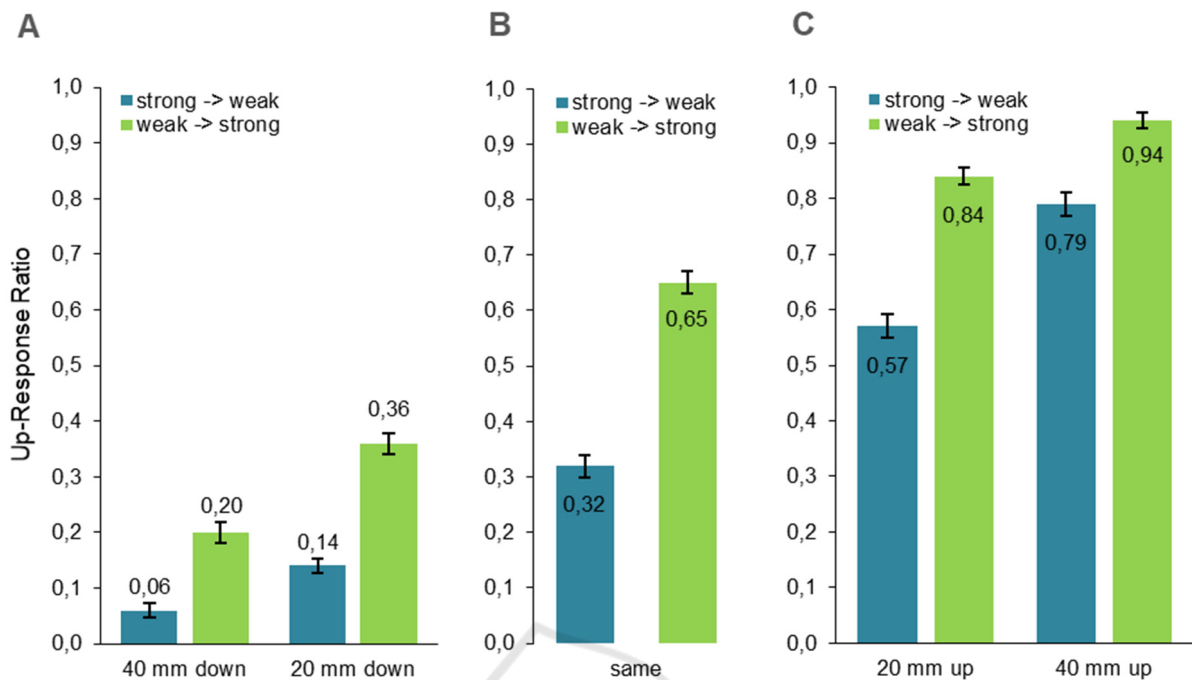 A
B
C
Up-Response Ratio
1,0
0,9
0,8
0,7
0,6
0,5
0,4
0,3
0,2
0,1
0,0
strong -> weak
weak -> strong
0,06
0,20
0,14
0,36
40 mm down
20 mm down
1,0
0,9
0,8
0,7
0,6
0,5
0,4
0,3
0,2
0,1
0,0
strong -> weak
weak -> strong
0,32
0,65
same
1,0
0,9
0,8
0,7
0,6
0,5
0,4
0,3
0,2
0,1
0,0
strong -> weak
weak -> strong
0,57
0,84
0,79
0,94
20 mm up
40 mm up